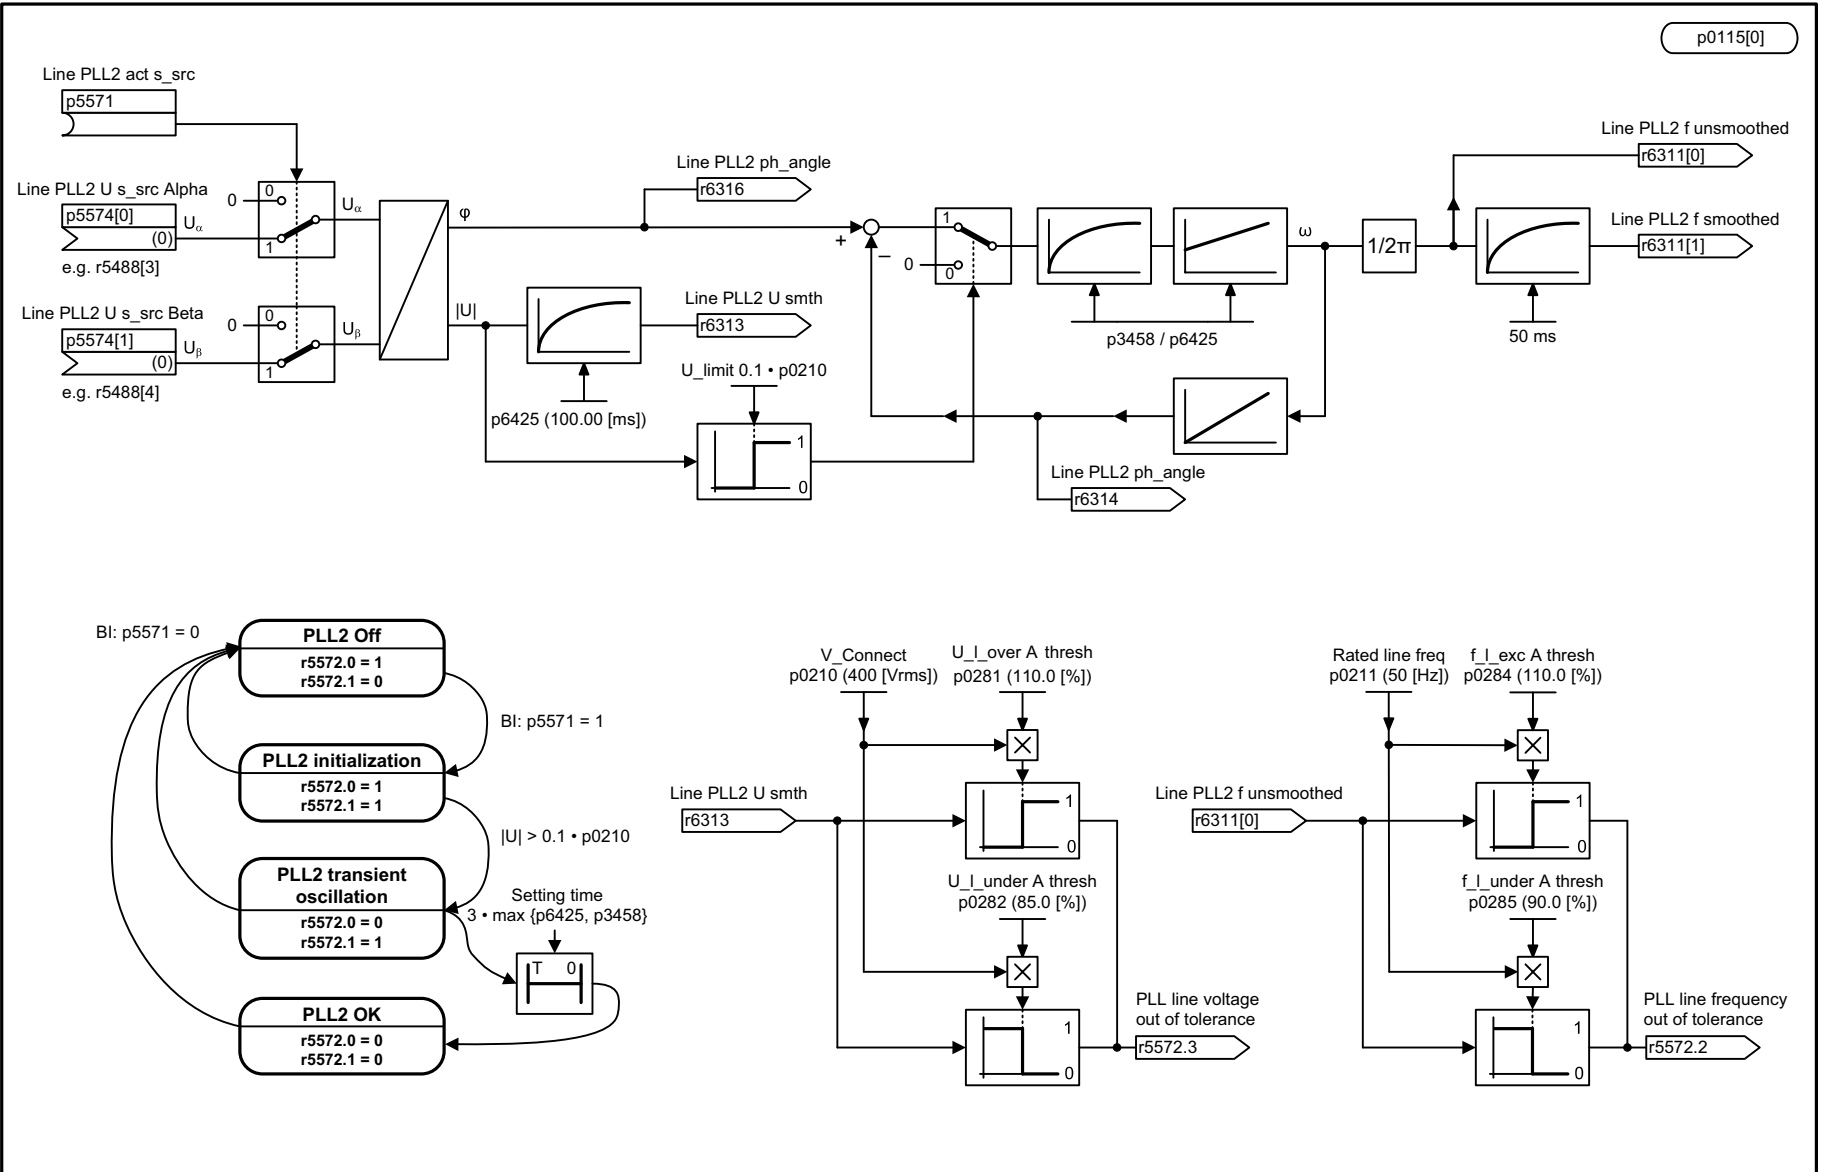 p0115[0]
Line PLL2 act s_src
p5571
Line PLL2 U s_src Alpha
p5574[0]
(0)
Uα
e.g. r5488[3]
0
0
1
Uα
Line PLL2 U s_src Beta
p5574[1]
(0)
Uβ
e.g. r5488[4]
0
0
1
Uβ
φ
|U|
Line PLL2 ph_angle
r6316
Line PLL2 U smth
r6313
p6425 (100.00 [ms])
U_limit 0.1 • p0210
1
0
+
–
1
0
0
p3458 / p6425
ω
1/2π
Line PLL2 f unsmoothed
r6311[0]
Line PLL2 f smoothed
r6311[1]
50 ms
Line PLL2 ph_angle
r6314
BI: p5571 = 0
PLL2 Off
r5572.0 = 1
r5572.1 = 0
BI: p5571 = 1
PLL2 initialization
r5572.0 = 1
r5572.1 = 1
|U| > 0.1 • p0210
PLL2 transient
oscillation
r5572.0 = 0
r5572.1 = 1
Setting time
3 • max {p6425, p3458}
T 0
PLL2 OK
r5572.0 = 0
r5572.1 = 0
V_Connect
p0210 (400 [Vrms])
U_l_over A thresh
p0281 (110.0 [%])
Line PLL2 U smth
r6313
1
0
U_l_under A thresh
p0282 (85.0 [%])
1
0
PLL line voltage
out of tolerance
r5572.3
Rated line freq
p0211 (50 [Hz])
f_l_exc A thresh
p0284 (110.0 [%])
Line PLL2 f unsmoothed
r6311[0]
1
0
f_l_under A thresh
p0285 (90.0 [%])
1
0
PLL line frequency
out of tolerance
r5572.2